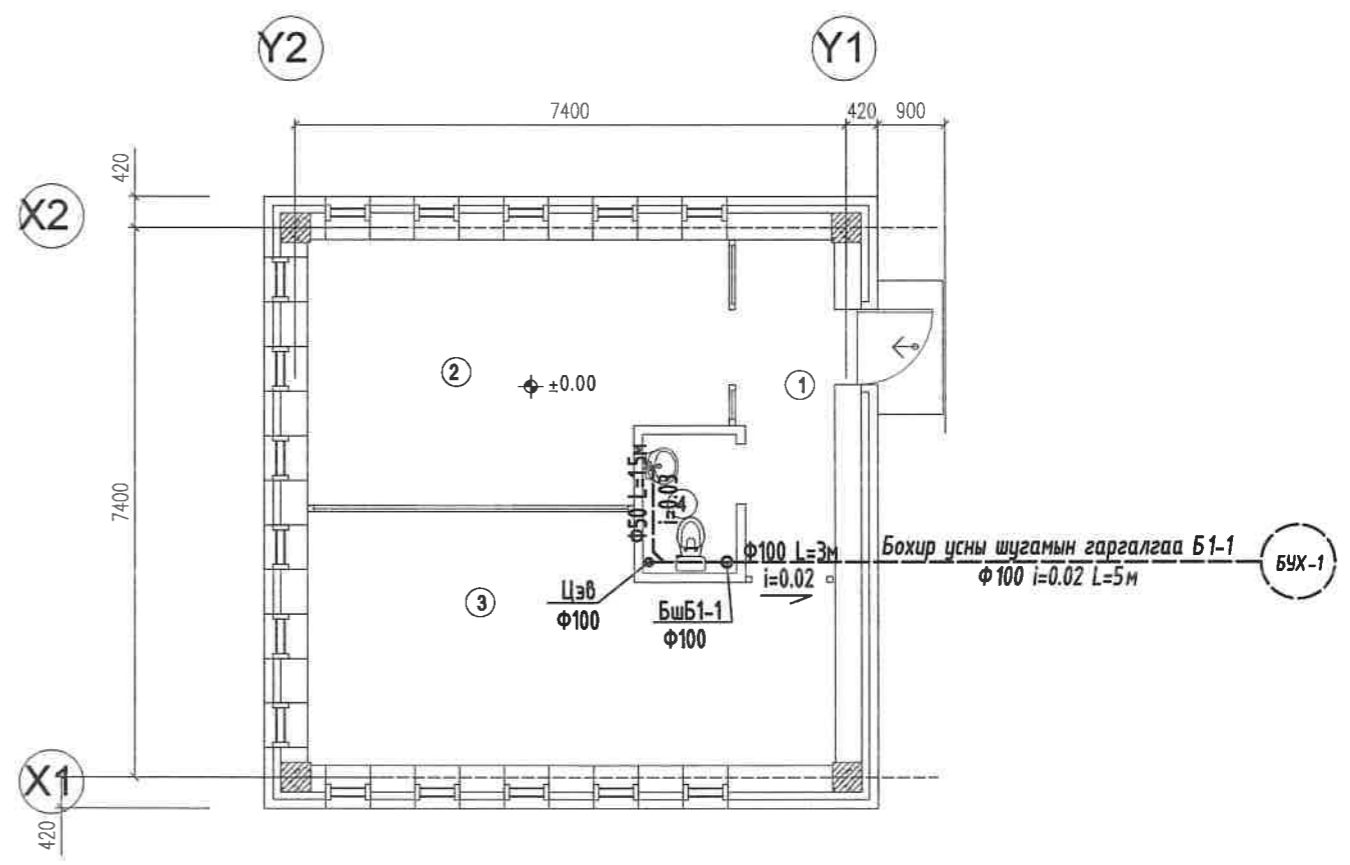 Y2
Y1
7400
420
900
420
X2
2
±0.00
1
7400
Ф50 L=1.5м
i=0.03
4
Ф100 L=3м
i=0.02
Бохир усны шугамын гаргалгаа Б1-1
Ф100 i=0.02 L=5м
БУХ-1
3
Цэв
Ф100
БшБ1-1
Ф100
X1
420